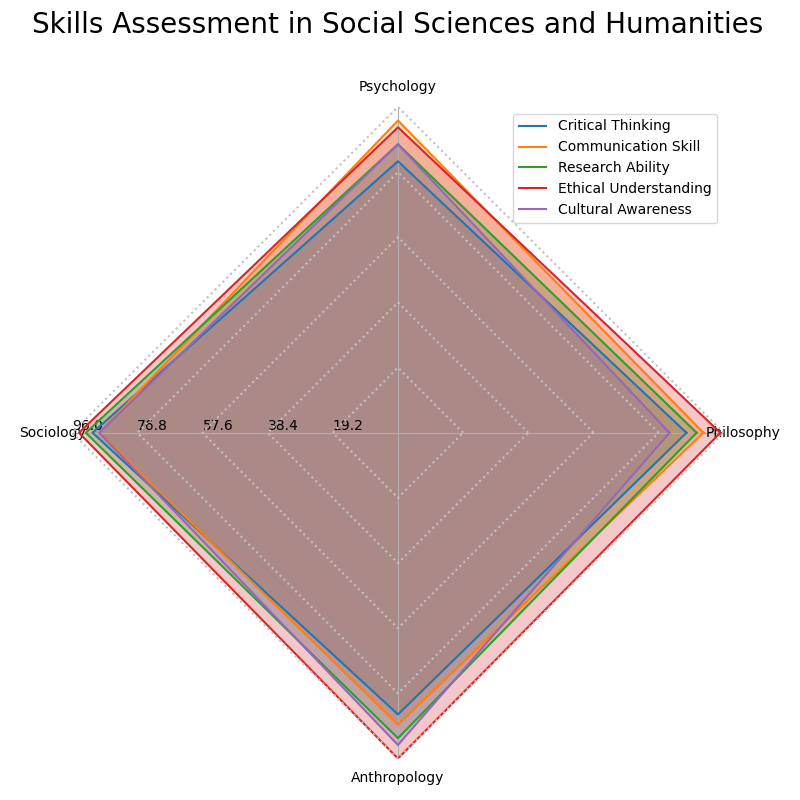 Skills Assessment in Social Sciences and Humanities
Psychology
Critical Thinking
Communication Skill
Research Ability
Ethical Understanding
Cultural Awareness
Sociology
96.0
76.8
57.6
38.4
19.2
Philosophy
Anthropology